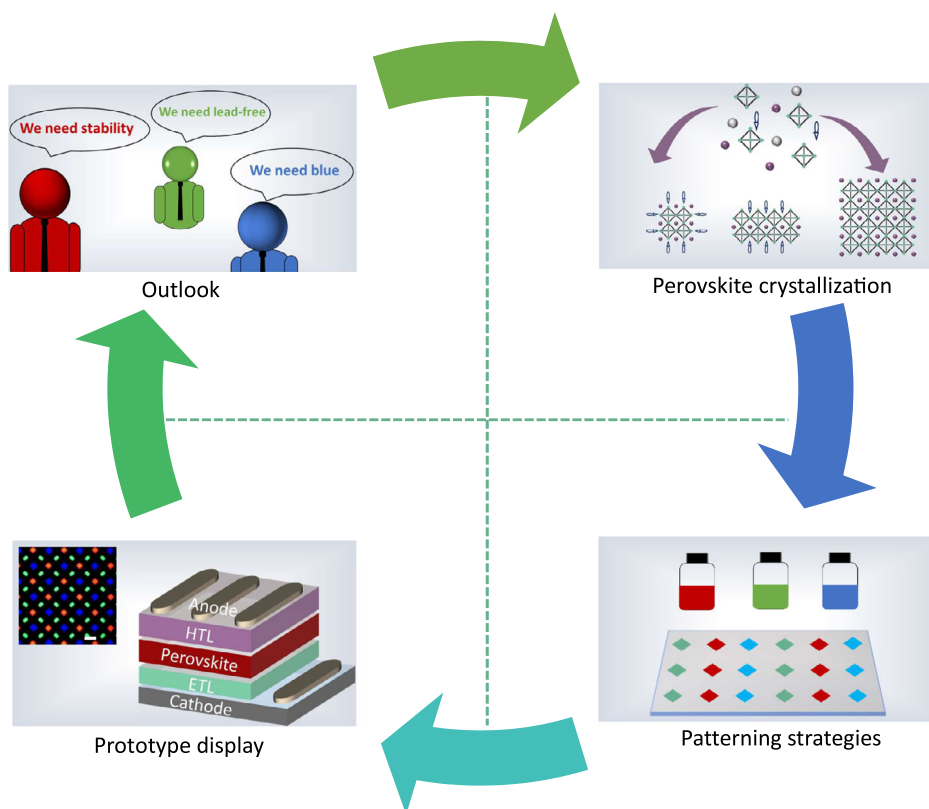 We need stability
We need lead-free
We need blue
Outlook
Perovskite crystallization
Anode
HTL
Perovskite
ETL
Cathode
Prototype display
Patterning strategies